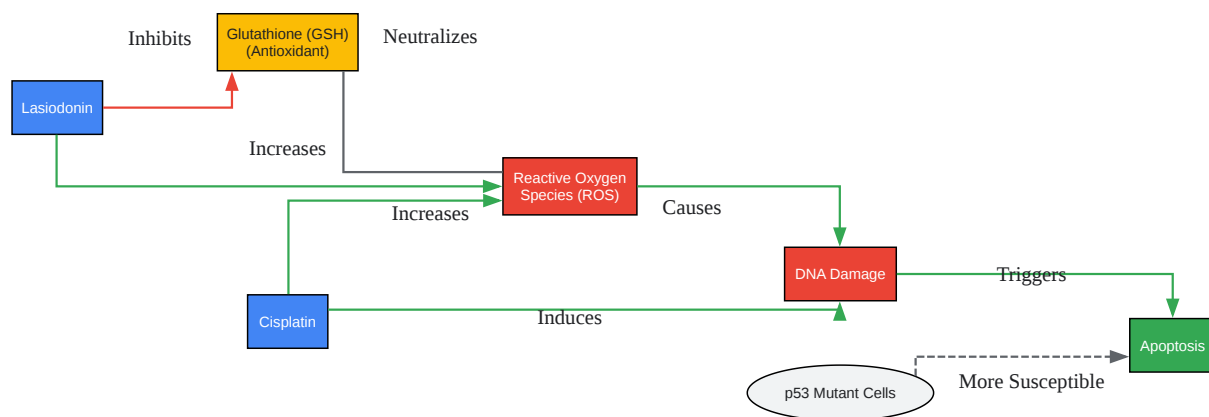 Inhibits
Glutathione (GSH)
(Antioxidant)
Neutralizes
Lasiodonin
Increases
Reactive Oxygen
Species (ROS)
Increases
Causes
DNA Damage
Triggers
Cisplatin
Induces
Apoptosis
p53 Mutant Cells
More Susceptible